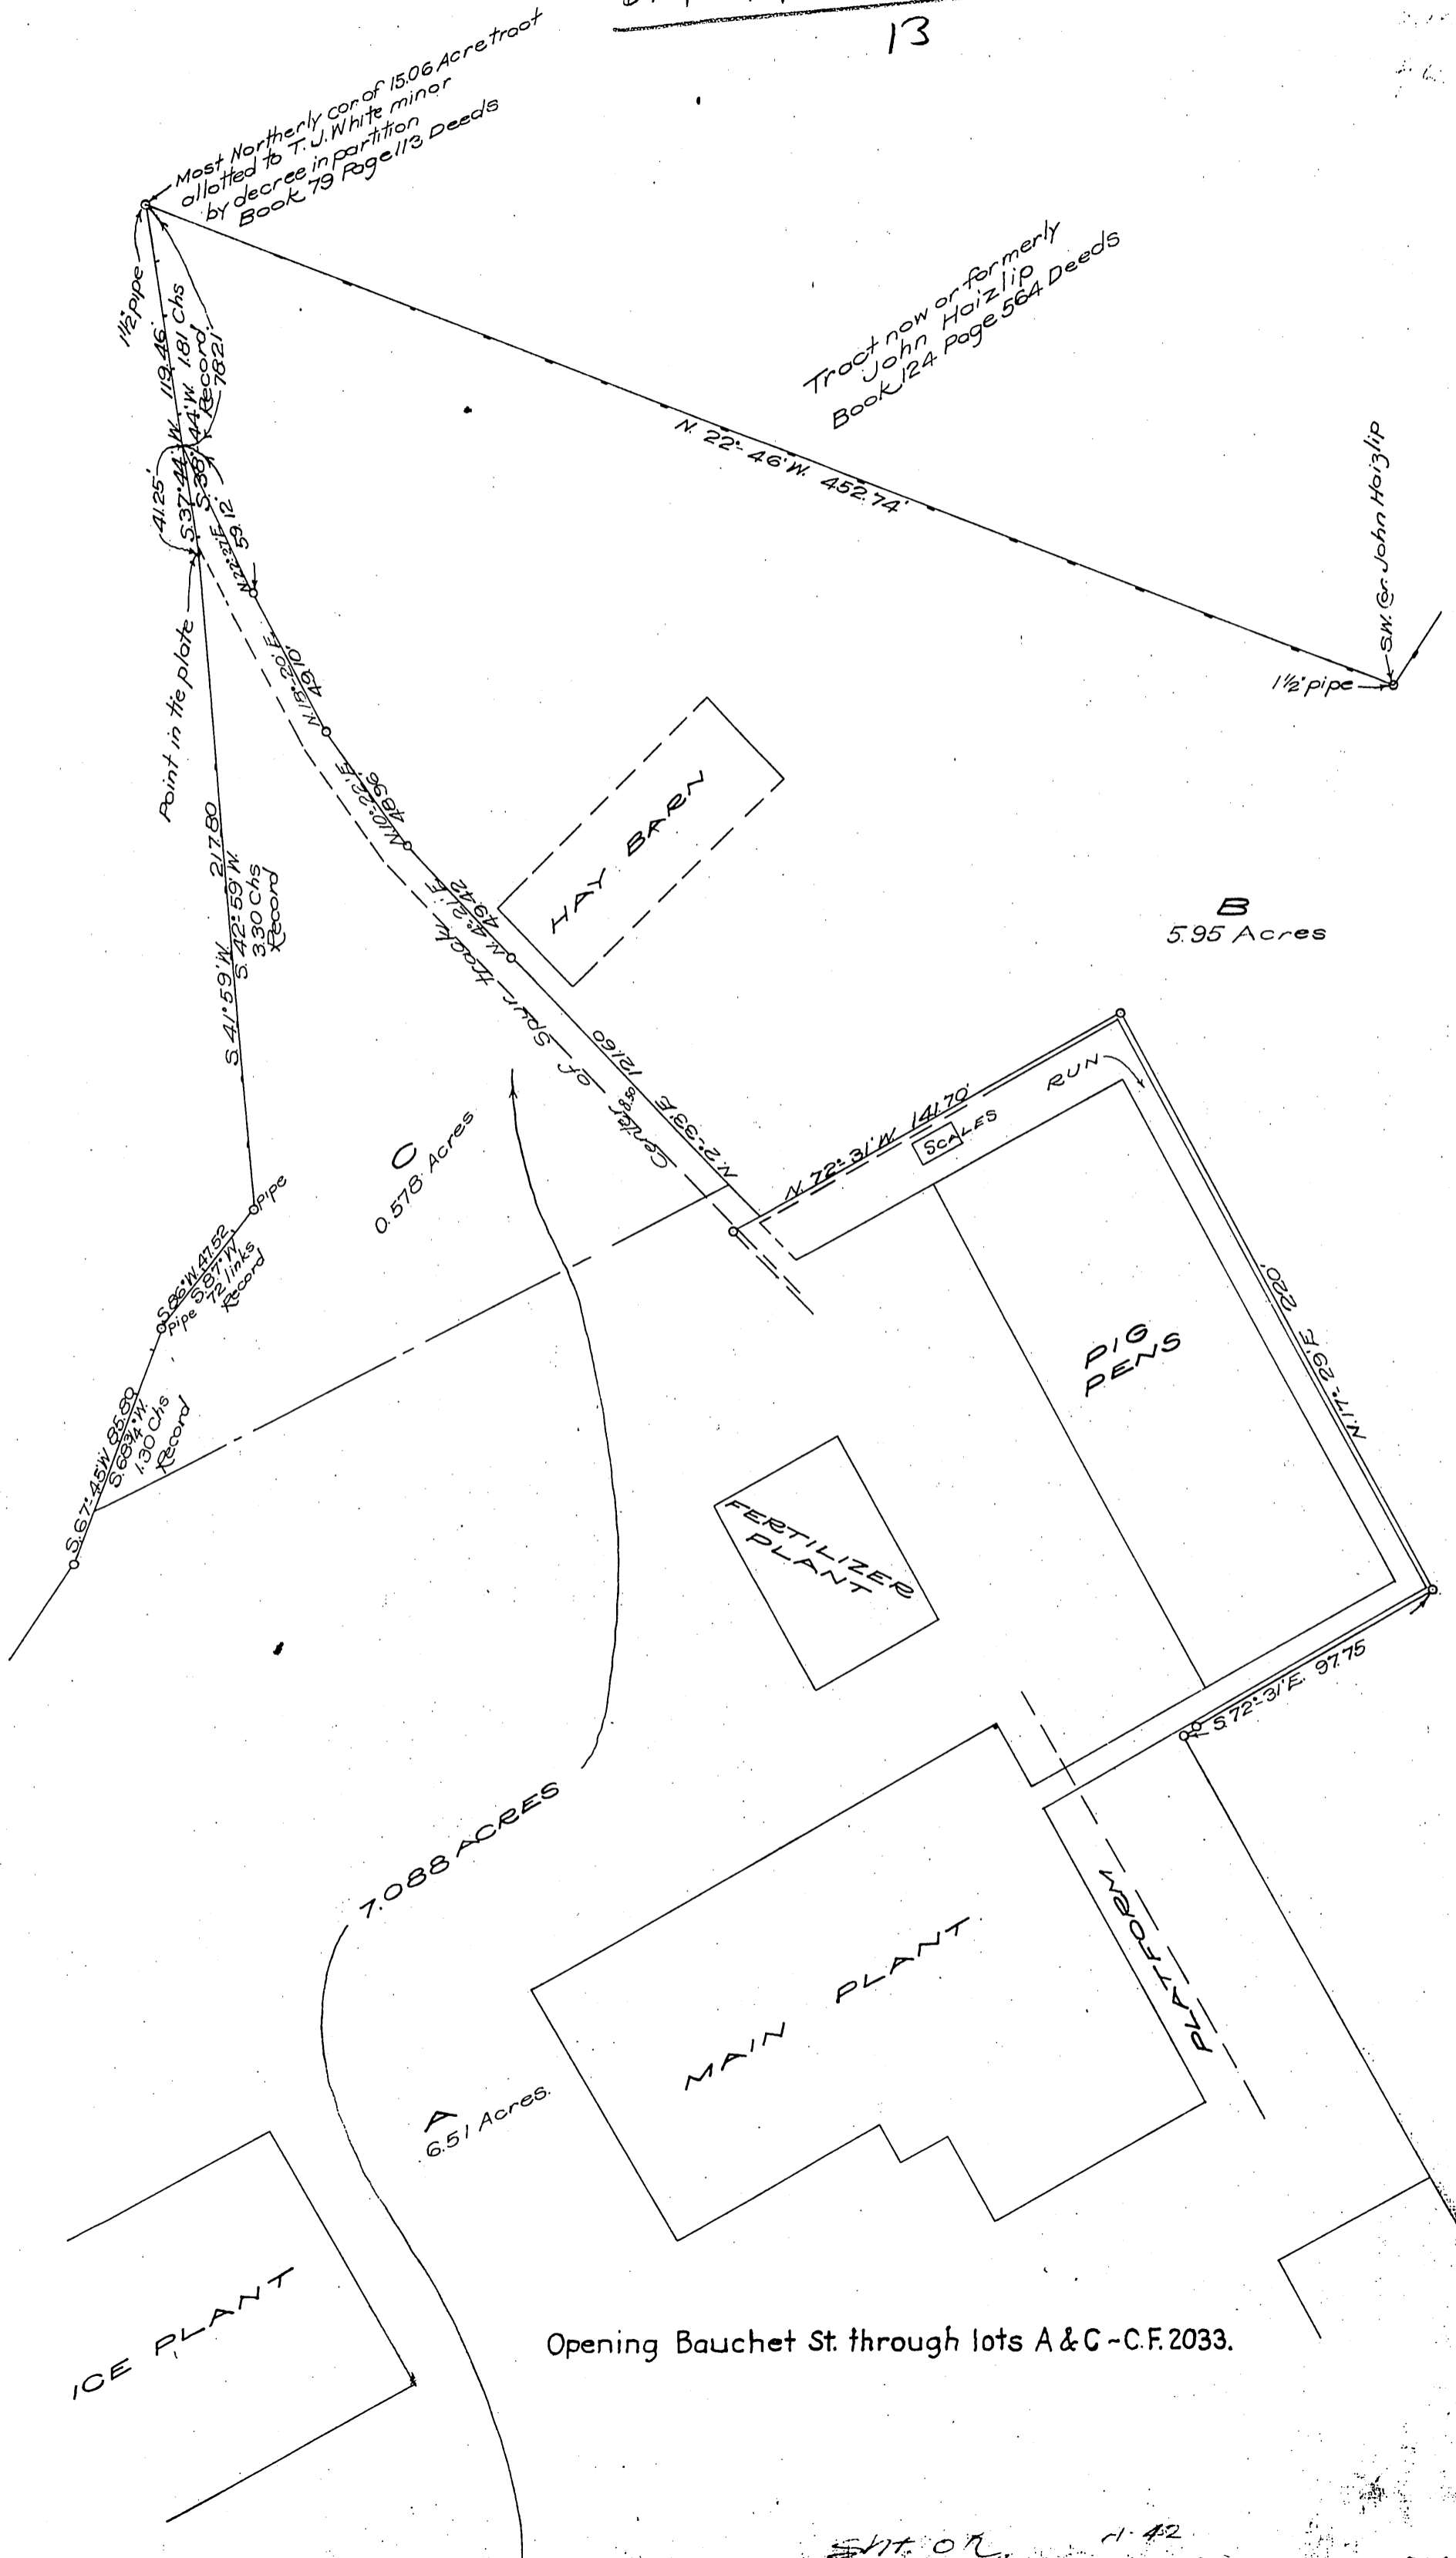 13
Most Northerly cor. of 15.06 Acre tract
allotted to T. J. White minor
by decree in partition
Book 79 Page 113 Deeds
Tract now or formerly
John Haizlip
Book 124 Page 564 Deeds
1½" pipe
119.46'
S.37°44'W.
1.81 Chs
S.38°44'W.
Record
78.21'
41.25'
59.12'
N.22°-46'W. 452.74'
S.W. Cor. John Haizlip
1½" pipe
Point in tie plate
N.18°-20'E.
49.10'
N.10°-22'E.
48.96
N.4°-21'E.
49.42
HAY BARN
217.80
S.41°59'W.
S.42°59'W.
3.30 Chs
Record
B
5.95 Acres
Center of Spur track
8.50
121.60
N.2°-33'E
N.72°-31'W. 141.70'
SCALES
RUN
C
0.578 Acres
pipe
S.86°W. 47.52
S.87°W
72 links
Record
pipe
PIG
PENS
N.17°-29'E. 220.'
S.67°-45'W 85.80
S.68¾°W.
1.30 Chs
Record
FERTILIZER
PLANT
S.72°-31'E. 97.75
7.088 ACRES
MAIN PLANT
PLATFORM
A
6.51 Acres.
ICE PLANT
Opening Bauchet St. through lots A & C ~ C.F. 2033.
Sht. OK.